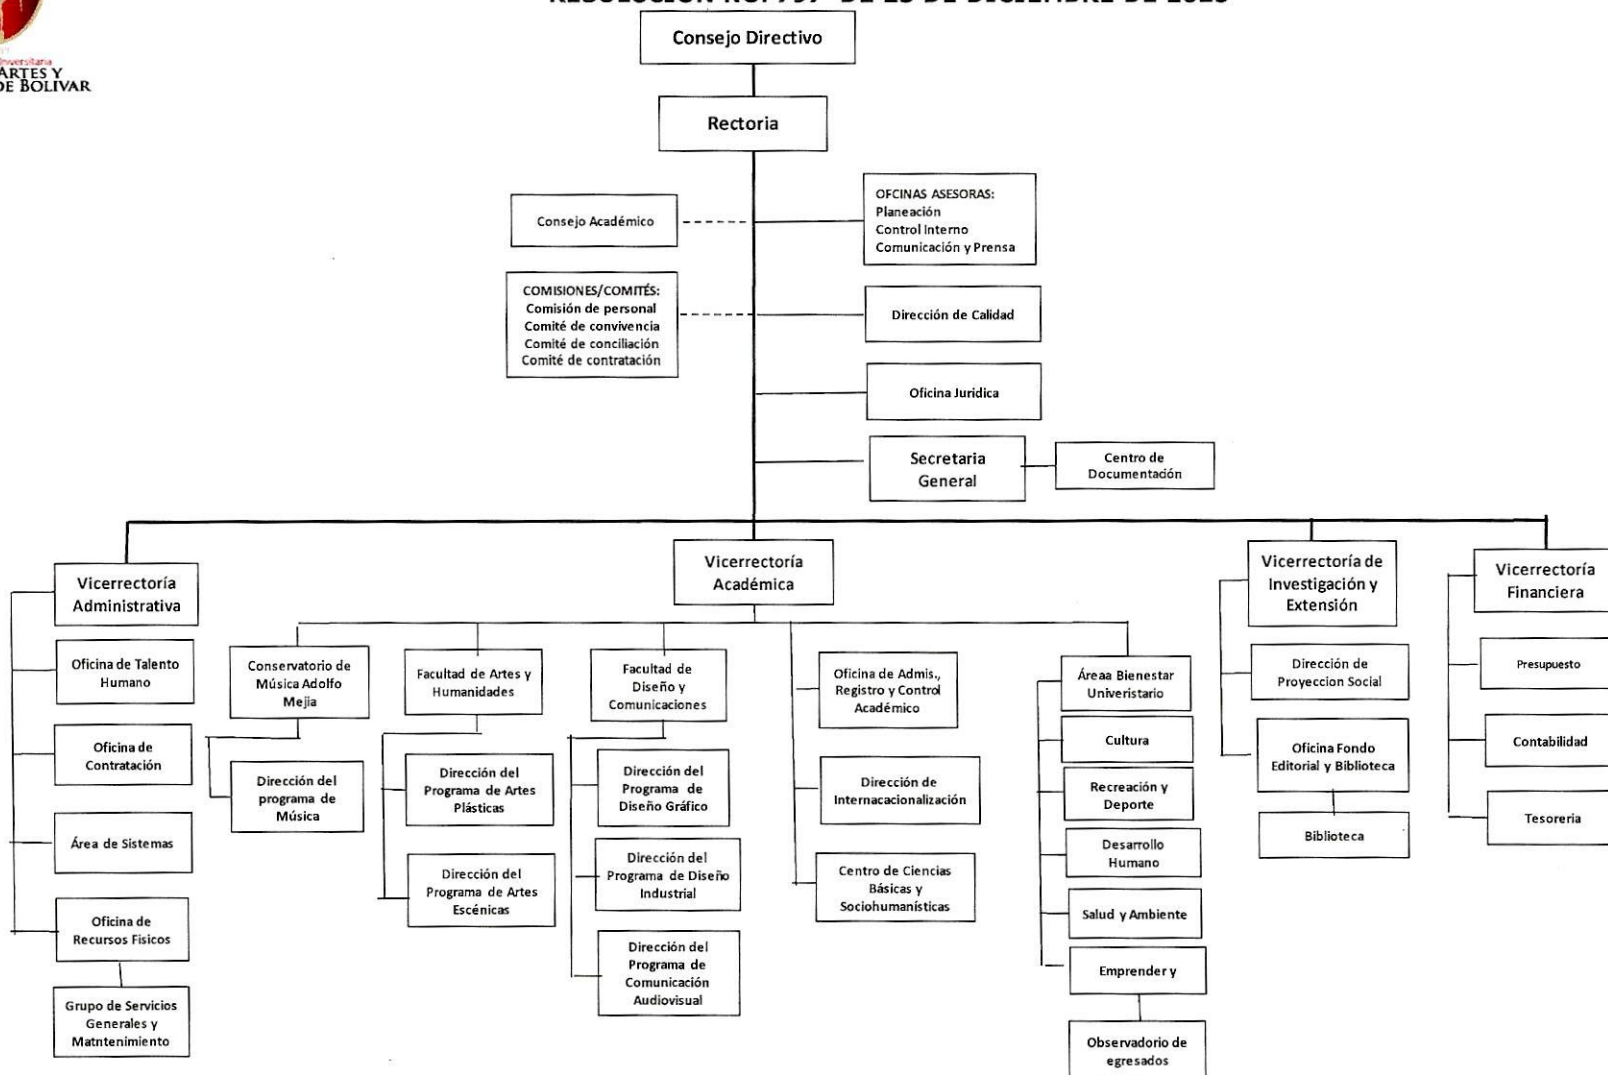 Universitaria
ARTES Y
DE BOLIVAR
Consejo Directivo
Rectoria
Consejo Académico
OFCINAS ASESORAS:
Planeación
Control Interno
Comunicación y Prensa
COMISIONES/COMITÉS:
Comisión de personal
Comité de convivencia
Comité de conciliación
Comité de contratación
Dirección de Calidad
Oficina Juridica
Secretaria
General
Centro de
Documentación
Vicerrectoría
Administrativa
Oficina de Talento
Humano
Oficina de
Contratación
Área de Sistemas
Oficina de
Recursos Fisicos
Grupo de Servicios
Generales y
Matntenimiento
Vicerrectoría
Académica
Conservatorio de
Música Adolfo
Mejia
Dirección del
programa de
Música
Facultad de Artes y
Humanidades
Dirección del
Programa de Artes
Plásticas
Dirección del
Programa de Artes
Escénicas
Facultad de
Diseño y
Comunicaciones
Dirección del
Programa de
Diseño Gráfico
Dirección del
Programa de Diseño
Industrial
Dirección del
Programa de
Comunicación
Audiovisual
Oficina de Admis.,
Registro y Control
Académico
Dirección de
Internacacionalización
Centro de Ciencias
Básicas y
Sociohumanísticas
Áreaa Bienestar
Univeristario
Cultura
Recreación y
Deporte
Desarrollo
Humano
Salud y Ambiente
Emprender y
Observadorio de
egresados
Vicerrectoría de
Investigación y
Extensión
Dirección de
Proyeccion Social
Oficina Fondo
Editorial y Biblioteca
Biblioteca
Vicerrectoría
Financiera
Presupuesto
Contabilidad
Tesoreria